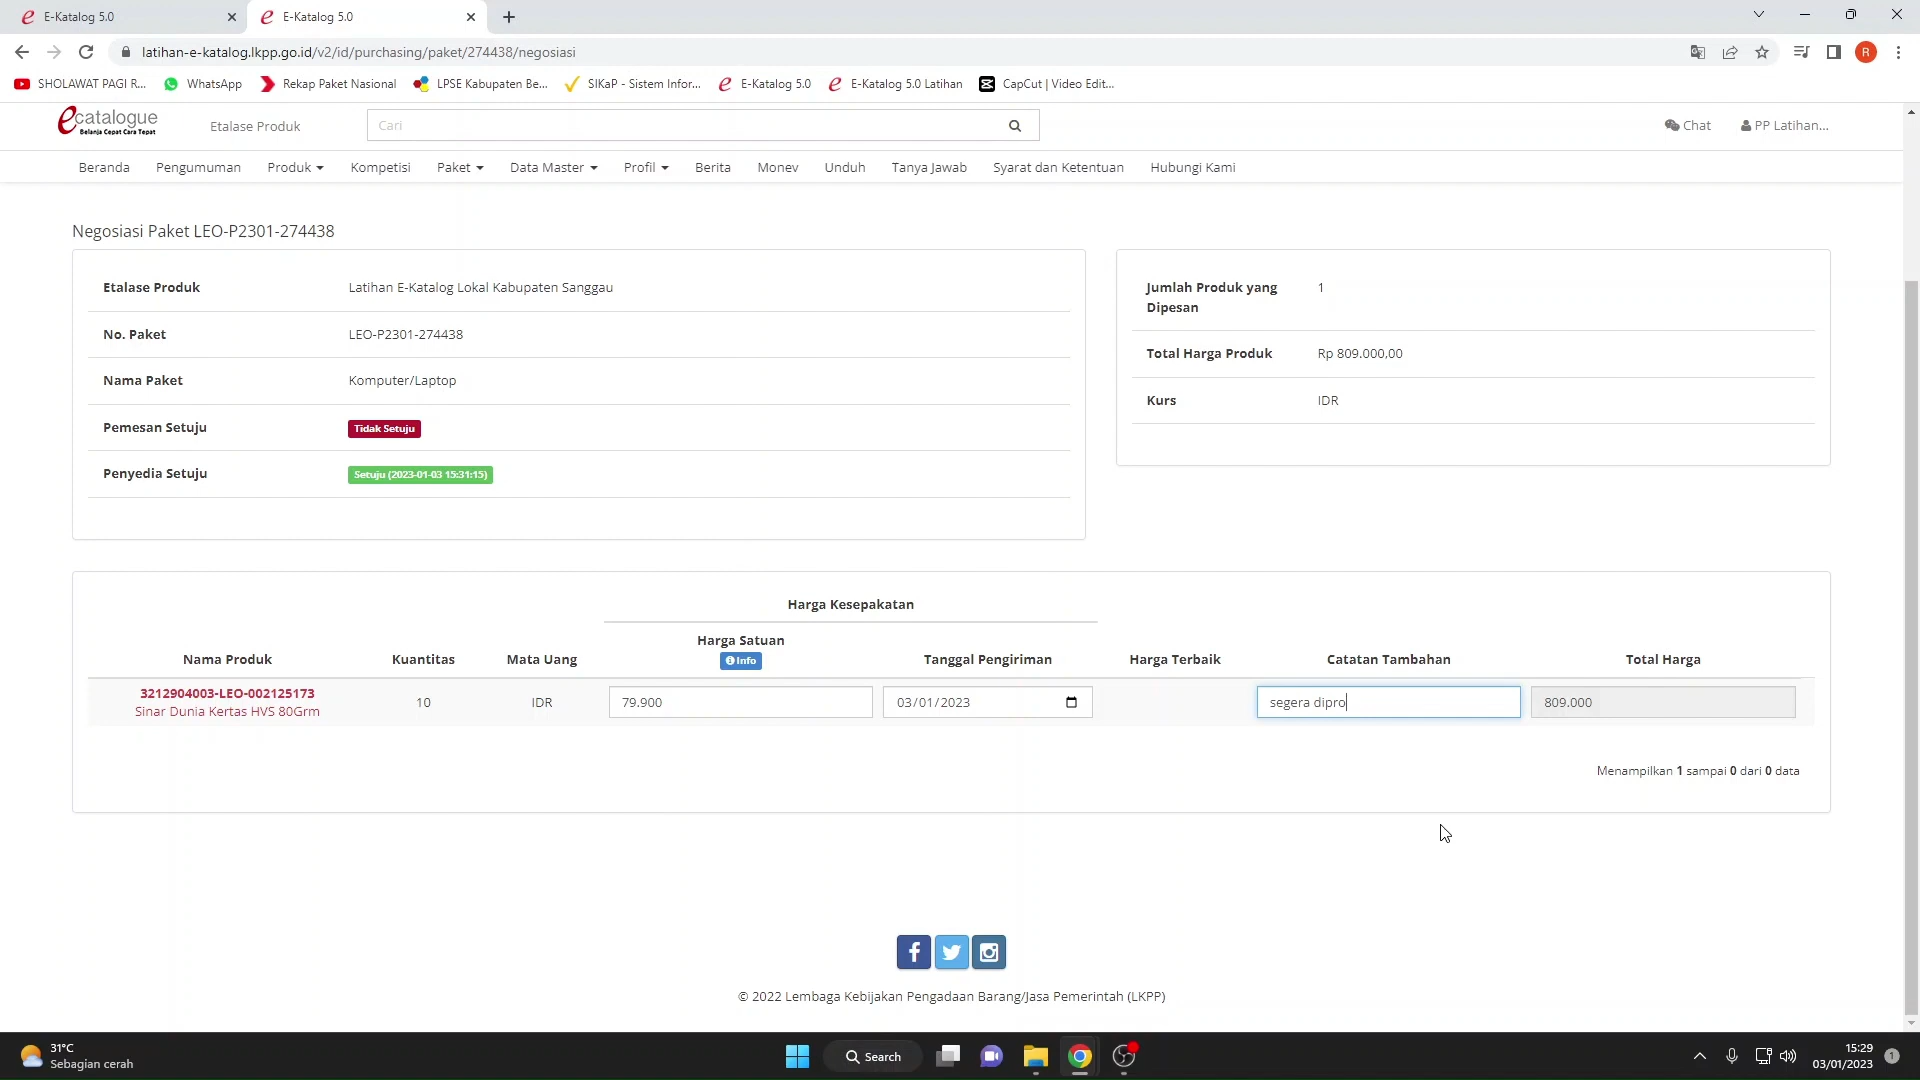 E-Katalog 5.0
E-Katalog 5.0
latihan-e-katalog.lkpp.go.id/v2/id/purchasing/paket/274438/negosiasi
R
SHOLAWAT PAGI R...
WhatsApp
Rekap Paket Nasional
LPSE Kabupaten Be...
SIKaP - Sistem Infor...
E-Katalog 5.0
E-Katalog 5.0 Latihan
CapCut | Video Edit...
ecatalogue
Belanja Cepat Cara Tepat
Etalase Produk
Cari
Chat
PP Latihan...
Beranda
Pengumuman
Produk
Kompetisi
Paket
Data Master
Profil
Berita
Monev
Unduh
Tanya Jawab
Syarat dan Ketentuan
Hubungi Kami
Negosiasi Paket LEO-P2301-274438
Etalase Produk
Latihan E-Katalog Lokal Kabupaten Sanggau
No. Paket
LEO-P2301-274438
Nama Paket
Komputer/Laptop
Pemesan Setuju
Tidak Setuju
Penyedia Setuju
Setuju (2023-01-03 15:31:15)
Jumlah Produk yang
Dipesan
1
Total Harga Produk
Rp 809.000,00
Kurs
IDR
Harga Kesepakatan
Nama Produk
Kuantitas
Mata Uang
Harga Satuan
Info
Tanggal Pengiriman
Harga Terbaik
Catatan Tambahan
Total Harga
3212904003-LEO-002125173
Sinar Dunia Kertas HVS 80Grm
10
IDR
79.900
03/01/2023
segera dipro
809.000
Menampilkan 1 sampai 0 dari 0 data
© 2022 Lembaga Kebijakan Pengadaan Barang/Jasa Pemerintah (LKPP)
31°C
Sebagian cerah
Search
15:29
03/01/2023
1